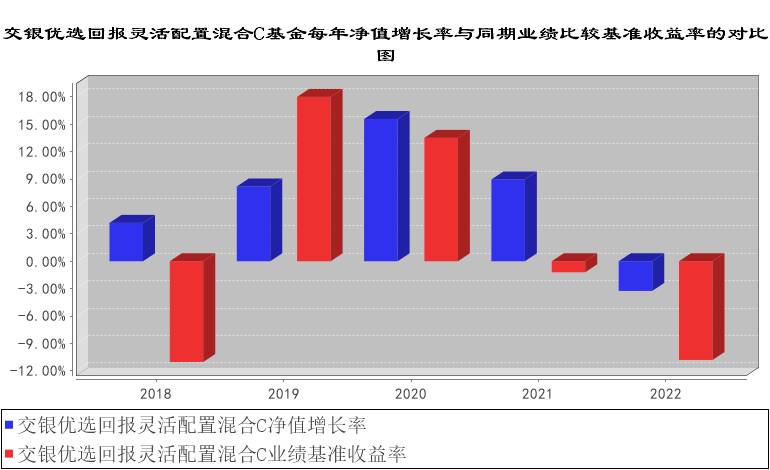 交银优选回报灵活配置混合C基金每年净值增长率与同期业绩比较基准收益率的对比
图
18.00%
15.00%
12.00%
9.00%
6.00%
3.00%
0.00%
-3.00%
-6.00%
-9.00%
-12.00%
2018 2019 2020 2021 2022
交银优选回报灵活配置混合C净值增长率
交银优选回报灵活配置混合C业绩基准收益率